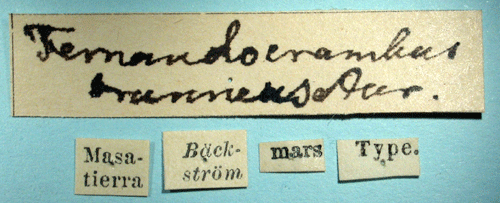 Fernandocrambus
brunneus Aur.
Masa-
tierra
Bäck-
ström
mars
Type.